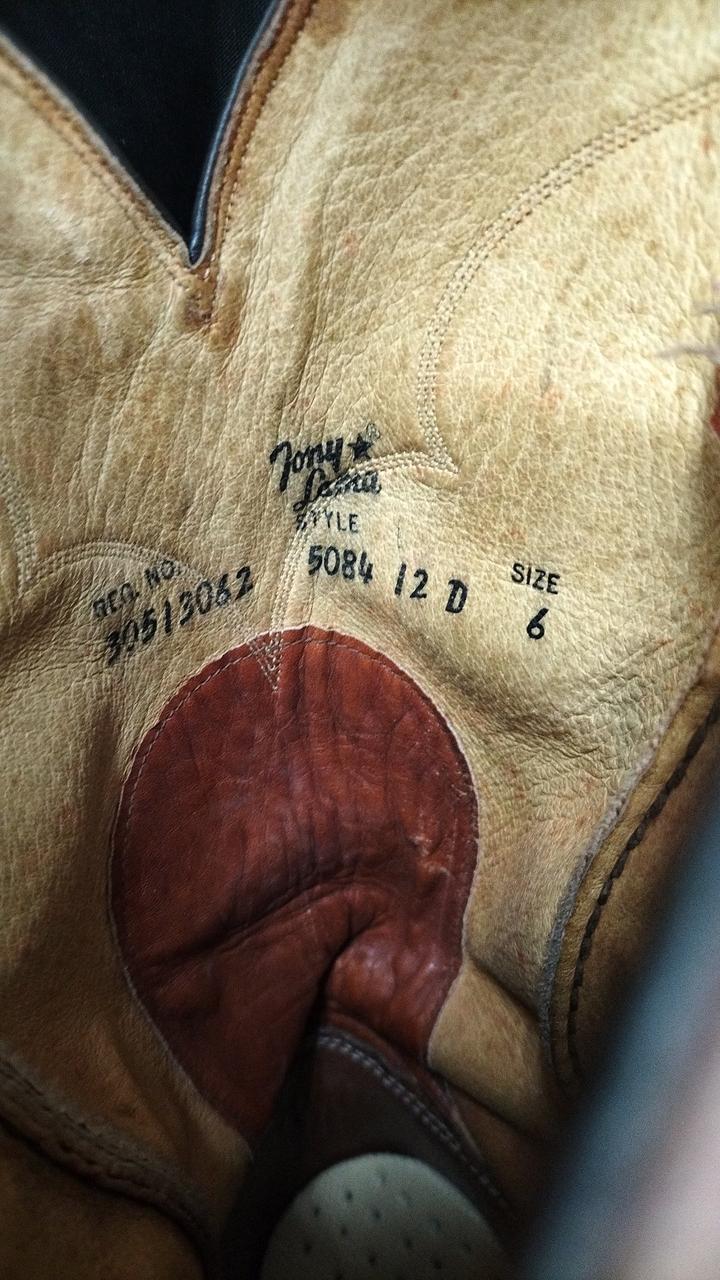 Tony ★ ®
Lama
STYLE
REG. NO. 5084 12 D SIZE
30513062 6